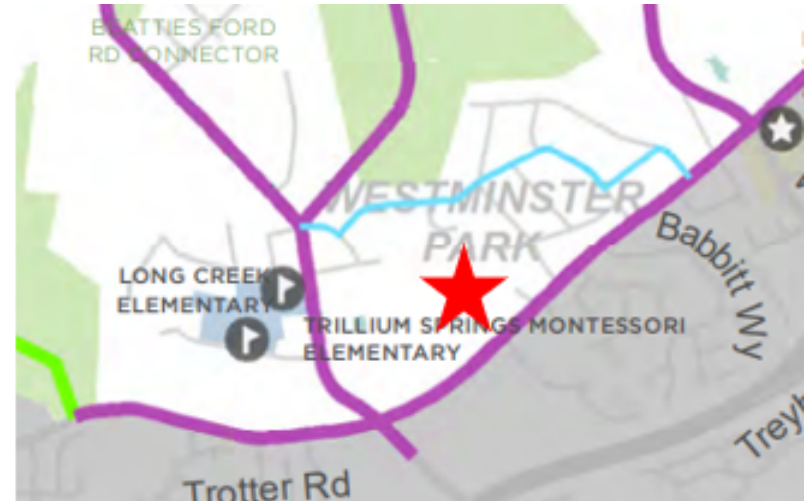 BEATTIES FORD
RD CONNECTOR
WESTMINSTER
PARK
Babbitt Wy
LONG CREEK
ELEMENTARY
TRILLIUM SPRINGS MONTESSORI
ELEMENTARY
Trotter Rd